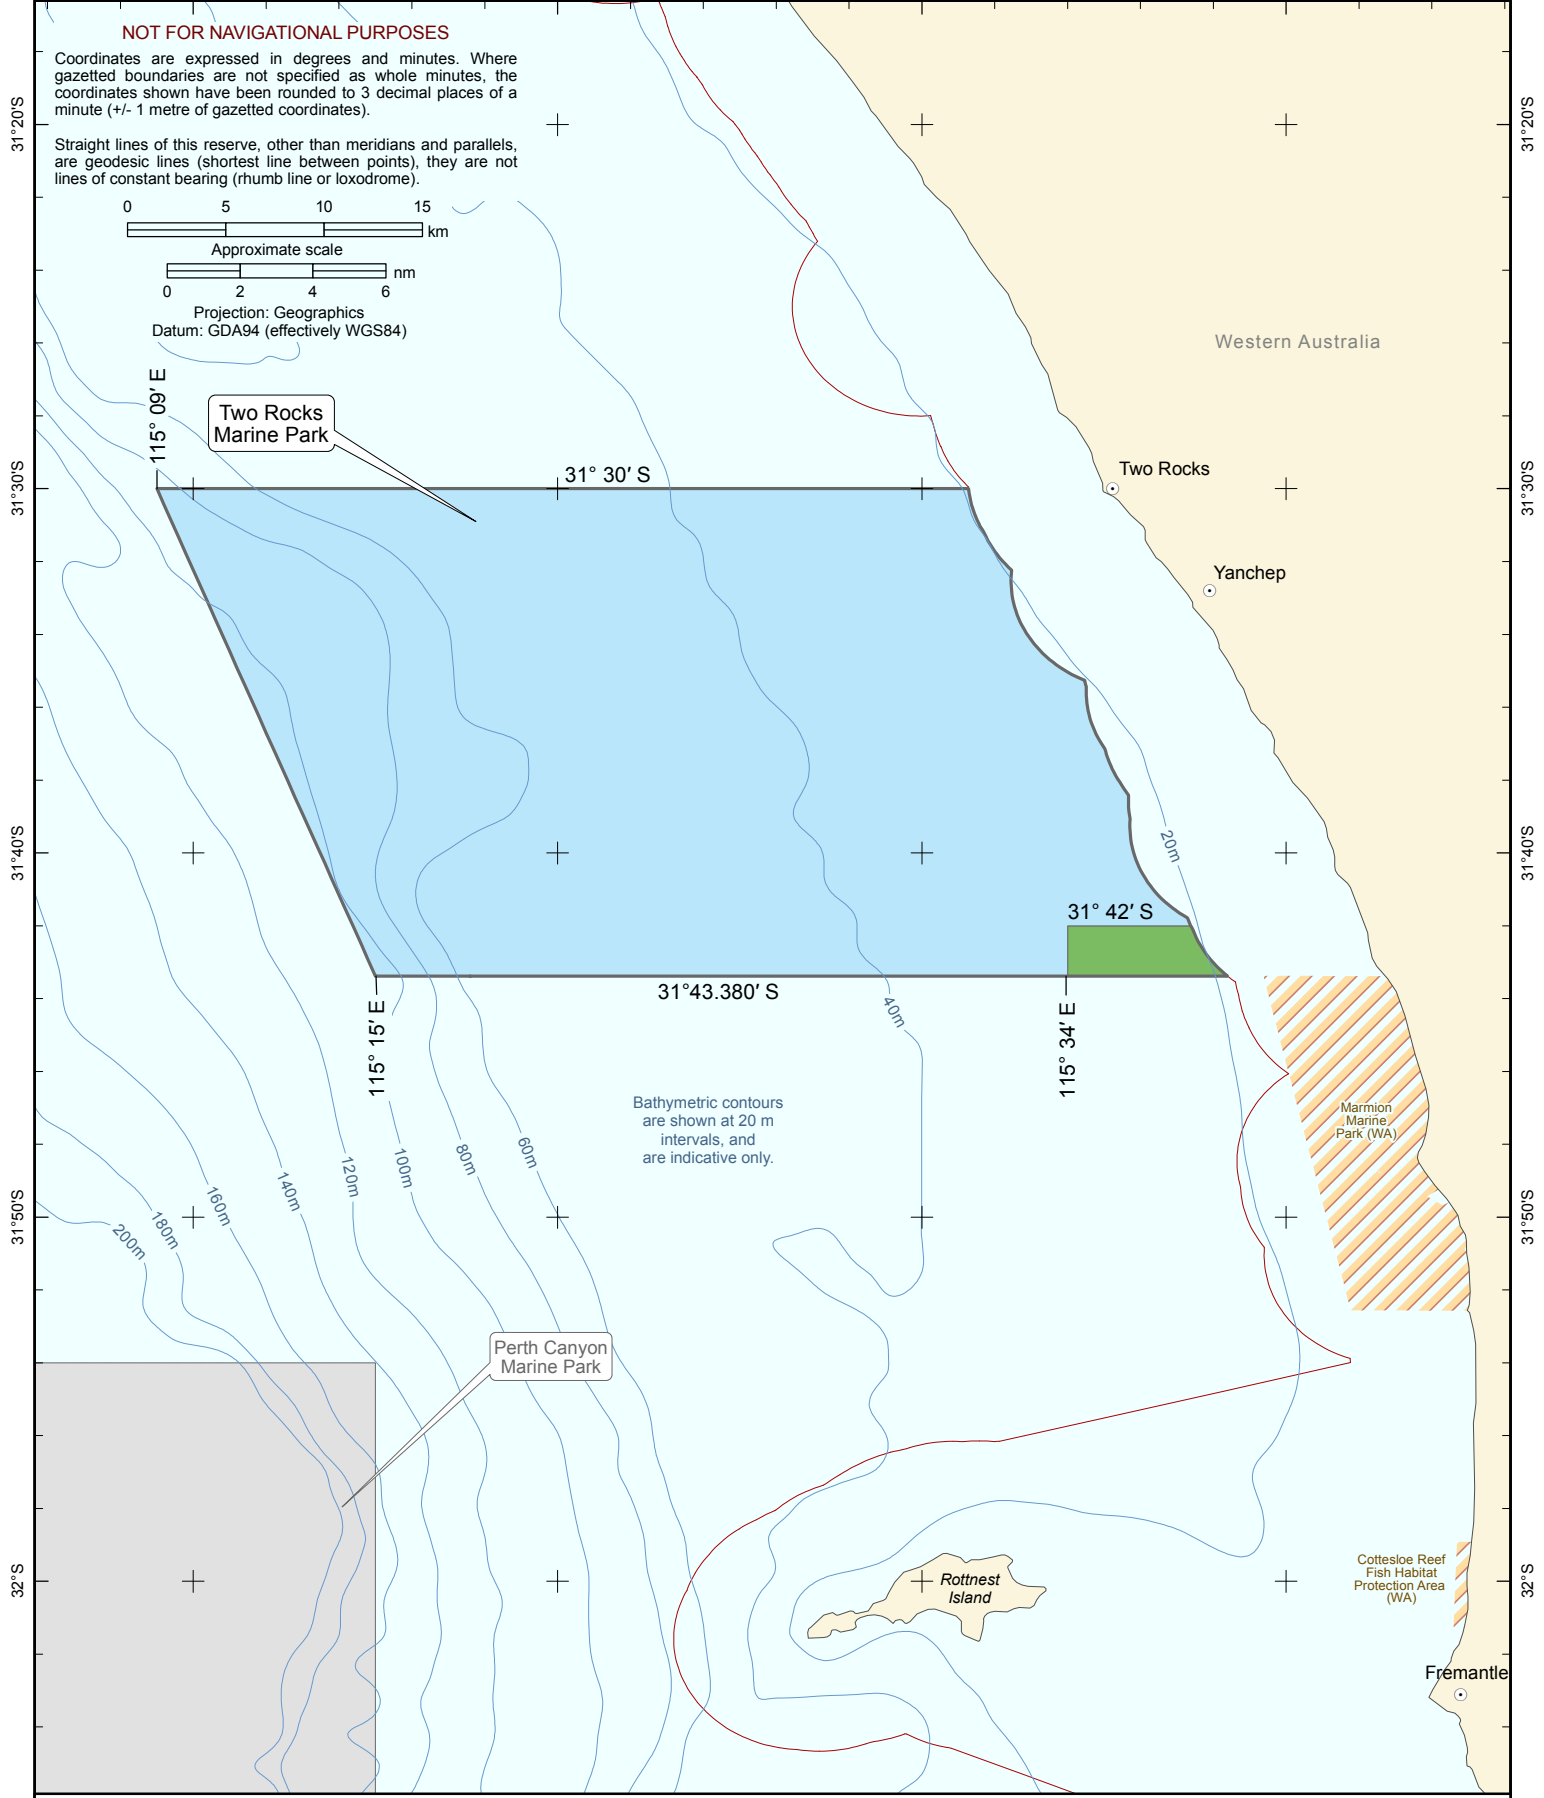 NOT FOR NAVIGATIONAL PURPOSES
Coordinates are expressed in degrees and minutes. Where
gazetted boundaries are not specified as whole minutes, the
coordinates shown have been rounded to 3 decimal places of a
minute (+/- 1 metre of gazetted coordinates).
Straight lines of this reserve, other than meridians and parallels,
are geodesic lines (shortest line between points), they are not
lines of constant bearing (rhumb line or loxodrome).
0 5 10 15
km
Approximate scale
nm
0 2 4 6
Projection: Geographics
Datum: GDA94 (effectively WGS84)
31°20'S
31°20'S
Western Australia
115° 09′ E
Two Rocks
Marine Park
31° 30′ S
Two Rocks
31°30'S
31°30'S
Yanchep
20m
31°40'S
31°40'S
31° 42′ S
31°43.380′ S
40m
115° 15′ E
115° 34′ E
Bathymetric contours
are shown at 20 m
intervals, and
are indicative only.
Marmion
Marine
Park (WA)
200m
180m
160m
140m
120m
100m
80m
60m
31°50'S
31°50'S
Perth Canyon
Marine Park
32°S
32°S
Rottnest
Island
Cottesloe Reef
Fish Habitat
Protection Area
(WA)
Fremantle